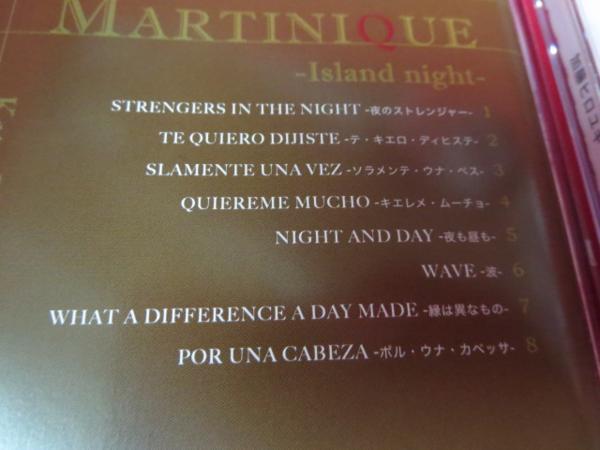 MARTINIQUE
-Island night-
STRENGERS IN THE NIGHT -夜のストレンジャー- 1
TE QUIERO DIJISTE -テ・キエロ・ディヒステ- 2
SLAMENTE UNA VEZ -ソラメンテ・ウナ・ベス- 3
QUIEREME MUCHO -キエレメ・ムーチョ- 4
NIGHT AND DAY -夜も昼も- 5
WAVE -波- 6
WHAT A DIFFERENCE A DAY MADE -縁は異なもの- 7
POR UNA CABEZA -ポル・ウナ・カベッサ- 8